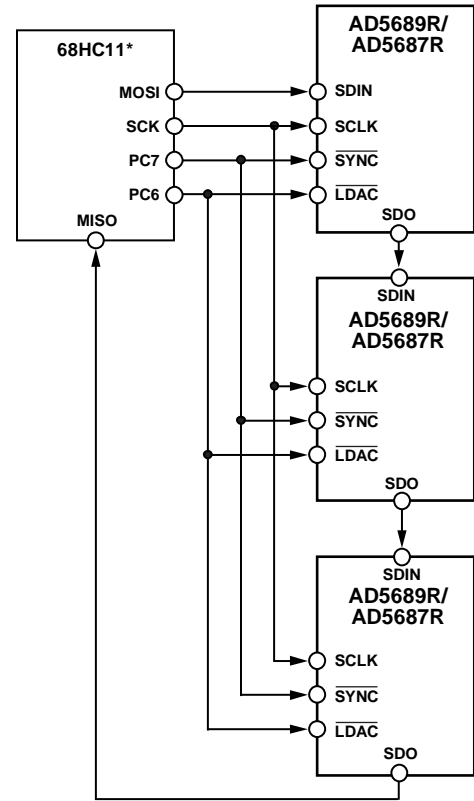 68HC11*
MOSI
SCK
PC7
PC6
MISO
AD5689R/
AD5687R
SDIN
SCLK
SYNC
LDAC
SDO
SDIN
AD5689R/
AD5687R
SCLK
SYNC
LDAC
SDO
SDIN
AD5689R/
AD5687R
SCLK
SYNC
LDAC
SDO